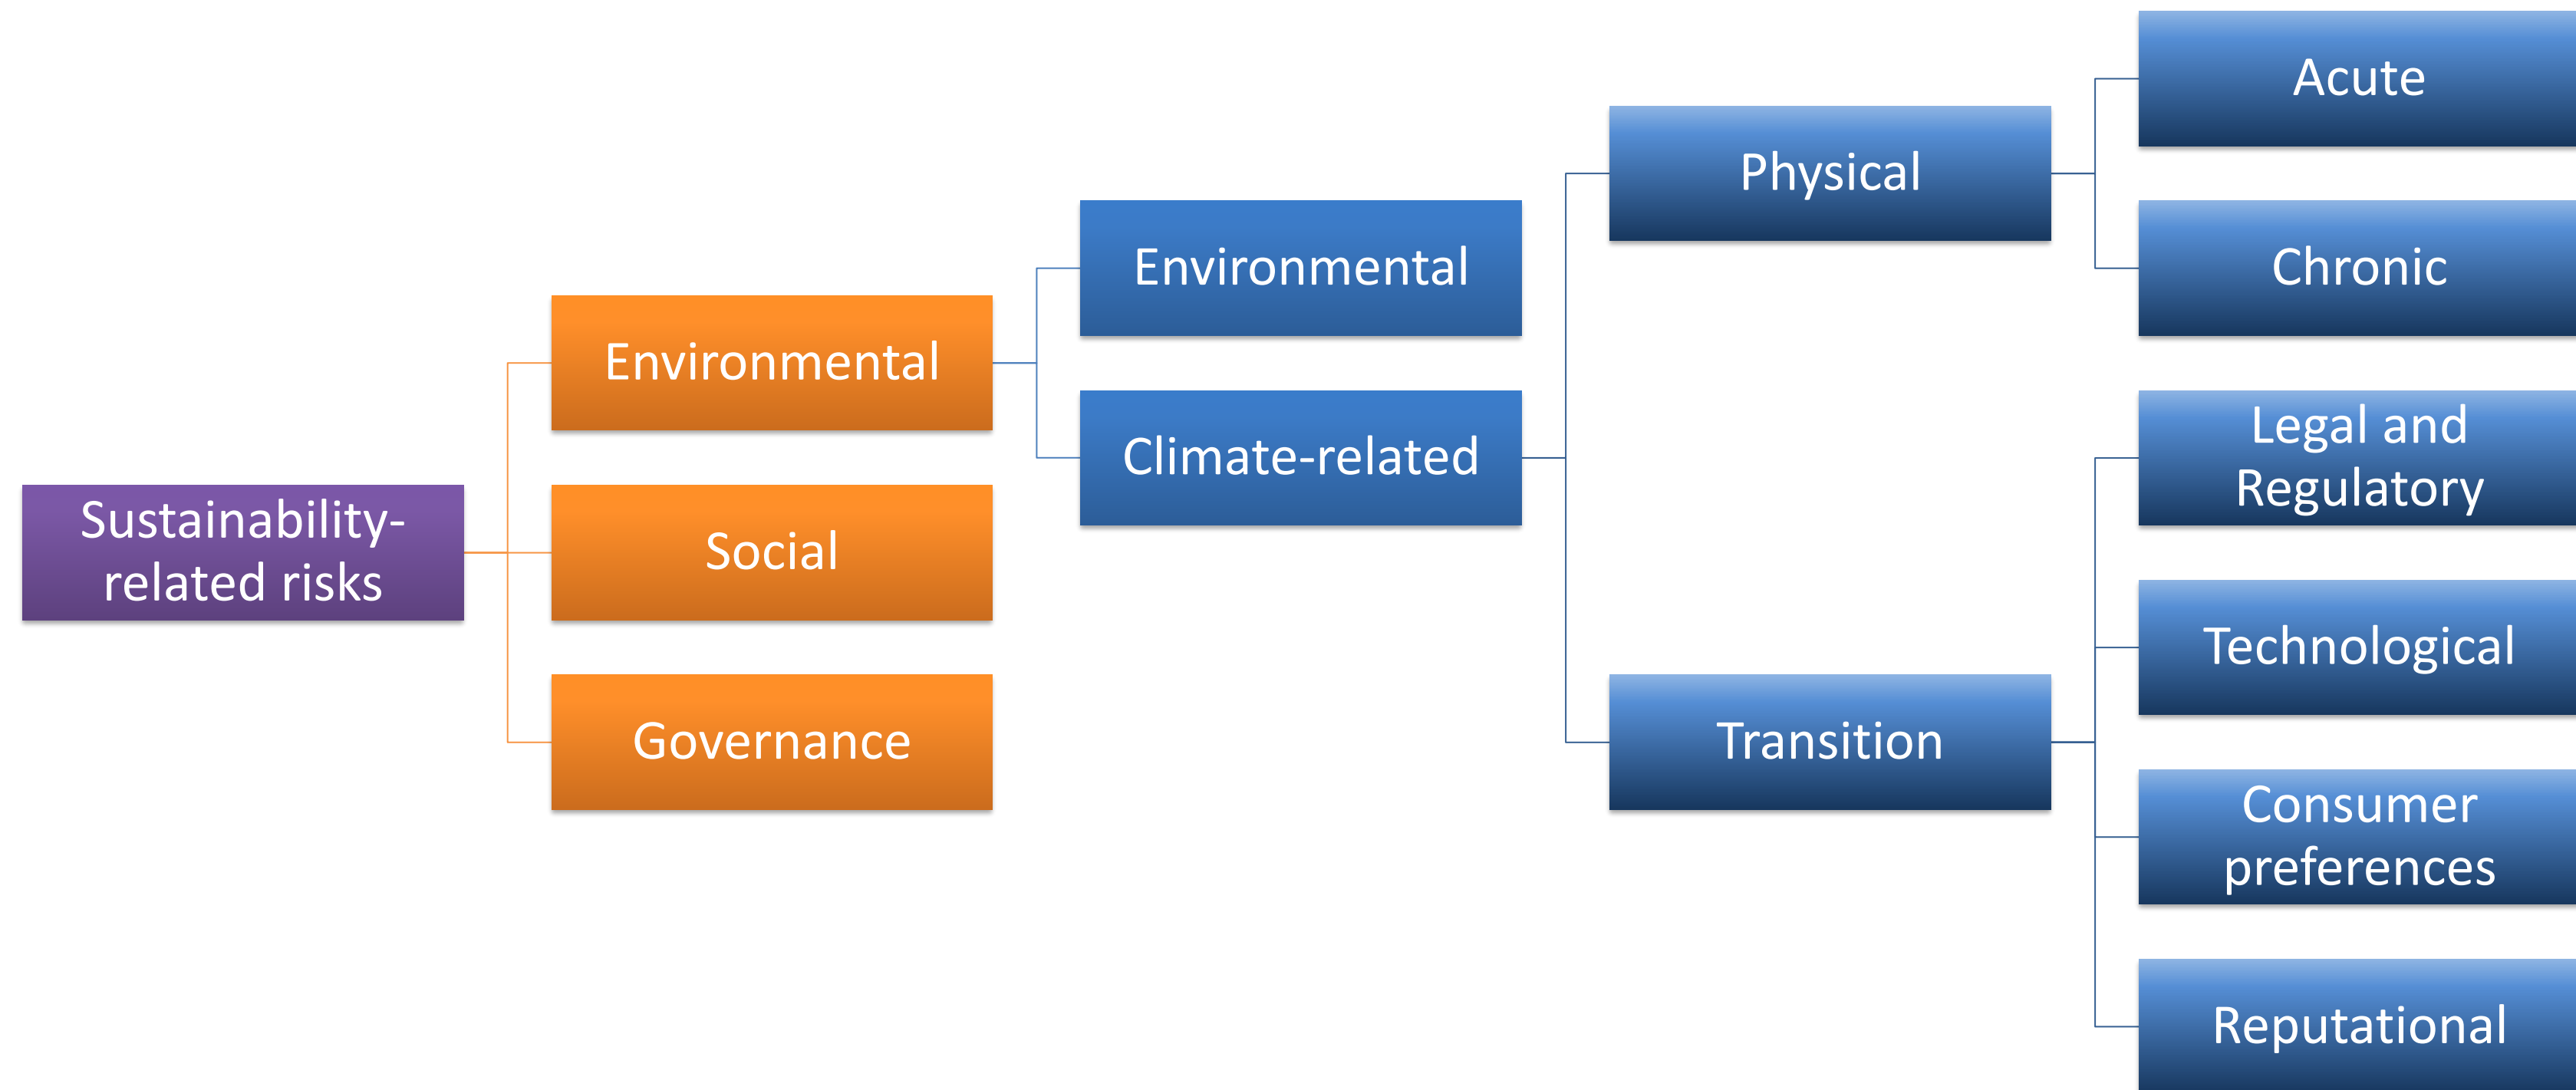 Sustainability-
related risks
Environmental
Social
Governance
Environmental
Climate-related
Physical
Transition
Acute
Chronic
Legal and
Regulatory
Technological
Consumer
preferences
Reputational